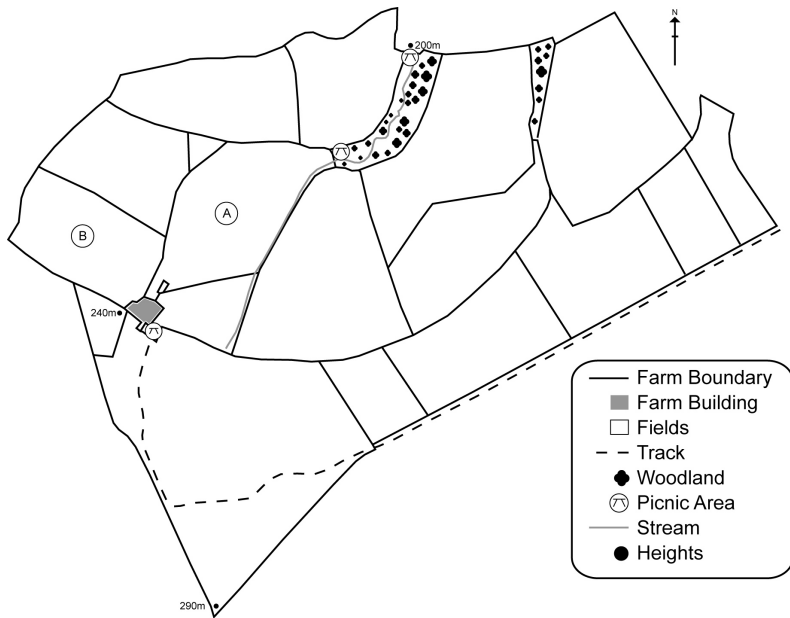 N
200m
A
B
240m
290m
Farm Boundary
Farm Building
Fields
Track
Woodland
Picnic Area
Stream
Heights